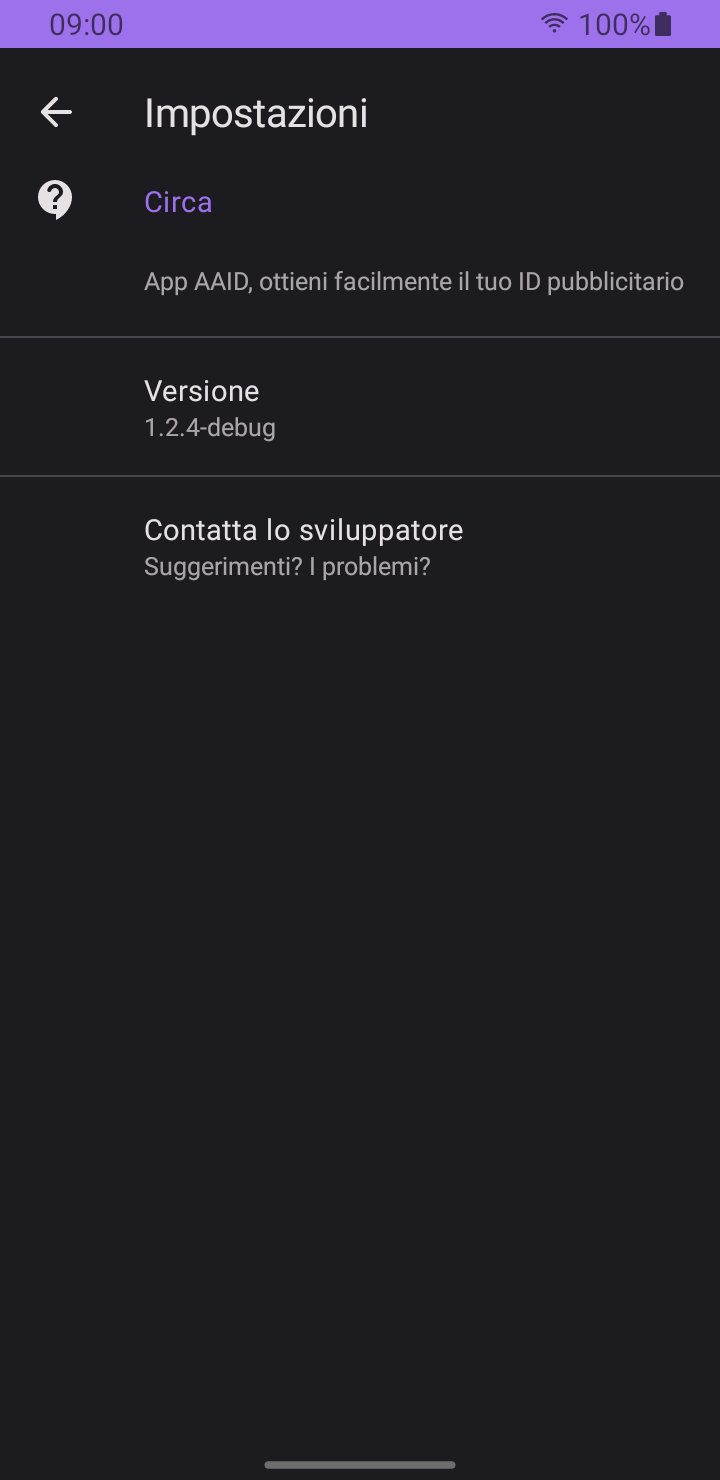 09:00 100%
Impostazioni
Circa
App AAID, ottieni facilmente il tuo ID pubblicitario
Versione
1.2.4-debug
Contatta lo sviluppatore
Suggerimenti? I problemi?